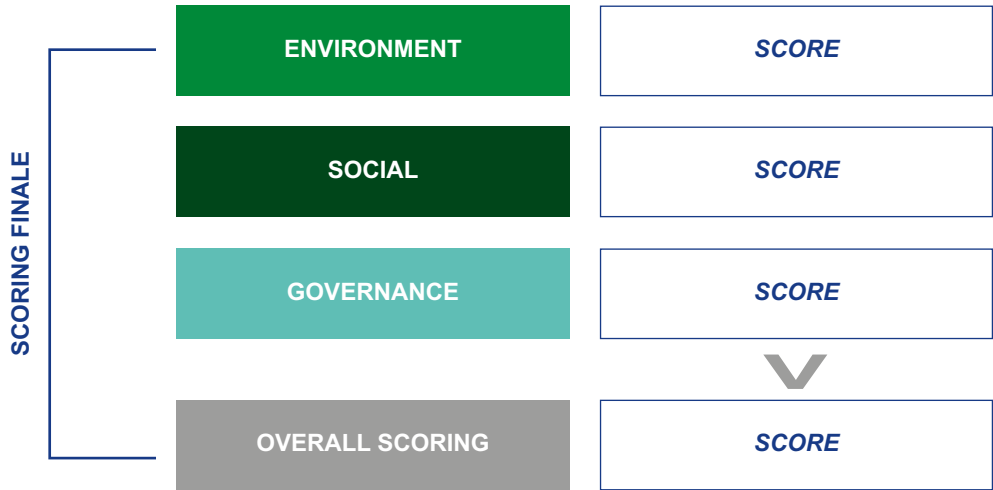 SCORING FINALE
ENVIRONMENT
SCORE
SOCIAL
SCORE
GOVERNANCE
SCORE
OVERALL SCORING
SCORE